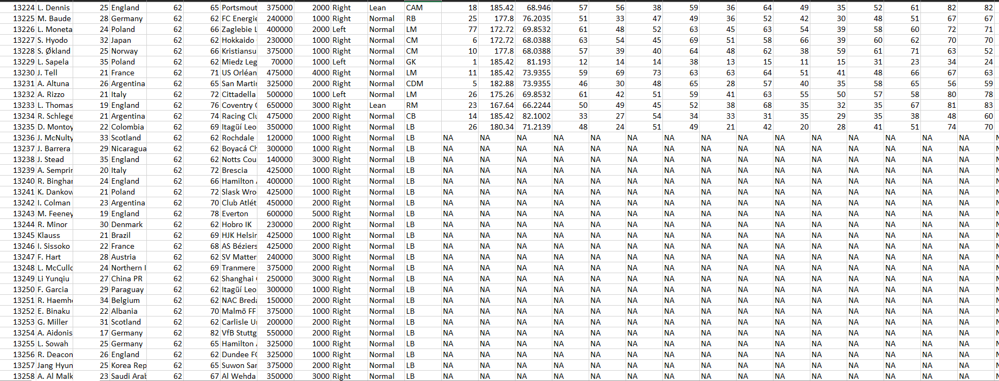 13224 L. Dennis 25 England 62 65 Portsmout 375000 2000 Right Lean CAM 18 185.42 68.946 57 56 38 59 36 64 49 35 52 61 82 82
13225 M. Baude 28 Germany 62 62 FC Energie 240000 1000 Right Normal RB 25 177.8 76.2035 51 33 47 49 36 52 42 30 48 51 67 67
13226 L. Moneta 24 Poland 62 66 Zaglebie L 400000 2000 Left Normal LM 77 172.72 69.8532 61 48 52 63 45 63 54 39 58 60 72 71
13227 S. Hyodo 32 Japan 62 62 Hokkaido 230000 1000 Right Normal CM 6 172.72 68.0388 63 54 45 69 51 58 66 39 60 62 70 70
13228 S. Økland 25 Norway 62 66 Kristiansu 375000 1000 Right Normal CM 10 177.8 68.0388 57 39 40 64 48 62 38 59 61 71 63 52
13229 L. Sapela 35 Poland 62 62 Miedz Leg 70000 1000 Left Normal GK 1 185.42 81.193 12 14 14 38 13 15 11 15 31 23 34 24
13230 J. Tell 21 France 62 71 US Orléan 475000 4000 Right Normal LM 11 185.42 73.9355 59 69 73 63 63 64 51 41 48 66 67 63
13231 A. Altuna 26 Argentina 62 65 San Martir 325000 2000 Right Normal CDM 5 182.88 73.9355 46 30 48 65 28 57 40 35 58 65 56 59
13232 A. Rizzo 21 Italy 62 72 Cittadella 500000 1000 Left Normal LM 26 175.26 69.8532 61 42 51 59 41 63 55 50 57 58 80 78
13233 L. Thomas 19 England 62 76 Coventry C 650000 3000 Right Lean RM 23 167.64 66.2244 50 49 45 52 38 68 35 32 35 67 81 83
13234 R. Schlege 21 Argentina 62 74 Racing Clu 475000 2000 Right Normal CB 14 185.42 82.1002 33 27 54 34 33 31 35 29 35 38 48 60
13235 D. Montoy 22 Colombia 62 69 Itagüí Leo 350000 1000 Right Normal LB 26 180.34 71.2139 48 24 51 49 21 42 20 28 41 51 74 70
13236 J. McNulty 33 Scotland 62 62 Rochdale 120000 1000 Right Normal LB NA NA NA NA NA NA NA NA NA NA NA NA NA NA NA
13237 J. Barrera 29 Nicaragua 62 62 Boyacá Ch 300000 1000 Right Normal LB NA NA NA NA NA NA NA NA NA NA NA NA NA NA NA
13238 J. Stead 35 England 62 62 Notts Cou 140000 3000 Right Normal LB NA NA NA NA NA NA NA NA NA NA NA NA NA NA NA
13239 A. Semprir 20 Italy 62 72 Brescia 425000 1000 Right Normal LB NA NA NA NA NA NA NA NA NA NA NA NA NA NA NA
13240 R. Binghar 24 England 62 66 Hamilton 400000 1000 Right Normal LB NA NA NA NA NA NA NA NA NA NA NA NA NA NA NA
13241 K. Dankow 21 Poland 62 72 Slask Wro 425000 1000 Right Normal LB NA NA NA NA NA NA NA NA NA NA NA NA NA NA NA
13242 I. Colman 23 Argentina 62 70 Club Atlét 450000 2000 Right Normal LB NA NA NA NA NA NA NA NA NA NA NA NA NA NA NA
13243 M. Feeney 19 England 62 78 Everton 600000 5000 Right Normal LB NA NA NA NA NA NA NA NA NA NA NA NA NA NA NA
13244 R. Minor 30 Denmark 62 62 Hobro IK 230000 2000 Right Normal LB NA NA NA NA NA NA NA NA NA NA NA NA NA NA NA
13245 Klauss 21 Brazil 62 69 HJK Helsir 425000 1000 Right Normal LB NA NA NA NA NA NA NA NA NA NA NA NA NA NA NA
13246 I. Sissoko 22 France 62 68 AS Béziers 425000 2000 Right Normal LB NA NA NA NA NA NA NA NA NA NA NA NA NA NA NA
13247 F. Hart 28 Austria 62 62 SV Matter 240000 3000 Right Normal LB NA NA NA NA NA NA NA NA NA NA NA NA NA NA NA
13248 L. McCullo 24 Northern I 62 69 Tranmere 375000 2000 Right Normal LB NA NA NA NA NA NA NA NA NA NA NA NA NA NA NA
13249 Li Yunqiu 27 China PR 62 62 Shanghai 250000 3000 Right Normal LB NA NA NA NA NA NA NA NA NA NA NA NA NA NA NA
13250 F. Garcia 29 Paraguay 62 62 Itagüí Leo 300000 1000 Right Normal LB NA NA NA NA NA NA NA NA NA NA NA NA NA NA NA
13251 R. Haemh 34 Belgium 62 62 NAC Breda 150000 2000 Right Normal LB NA NA NA NA NA NA NA NA NA NA NA NA NA NA NA
13252 E. Binaku 22 Albania 62 70 Malmö FF 375000 1000 Right Normal LB NA NA NA NA NA NA NA NA NA NA NA NA NA NA NA
13253 G. Miller 31 Scotland 62 62 Carlisle U 200000 2000 Right Normal LB NA NA NA NA NA NA NA NA NA NA NA NA NA NA NA
13254 A. Aidonis 17 Germany 62 82 VfB Stuttg 550000 2000 Right Normal LB NA NA NA NA NA NA NA NA NA NA NA NA NA NA NA
13255 L. Sowah 25 Germany 62 65 Hamilton 325000 1000 Right Normal LB NA NA NA NA NA NA NA NA NA NA NA NA NA NA NA
13256 R. Deacon 26 England 62 62 Dundee FC 325000 1000 Right Normal LB NA NA NA NA NA NA NA NA NA NA NA NA NA NA NA
13257 Jang Hyun 25 Korea Rep 62 65 Suwon Sar 375000 2000 Right Normal LB NA NA NA NA NA NA NA NA NA NA NA NA NA NA NA
13258 A. Al Malk 23 Saudi Arab 62 67 Al Wehda 350000 3000 Right Normal LB NA NA NA NA NA NA NA NA NA NA NA NA NA NA NA